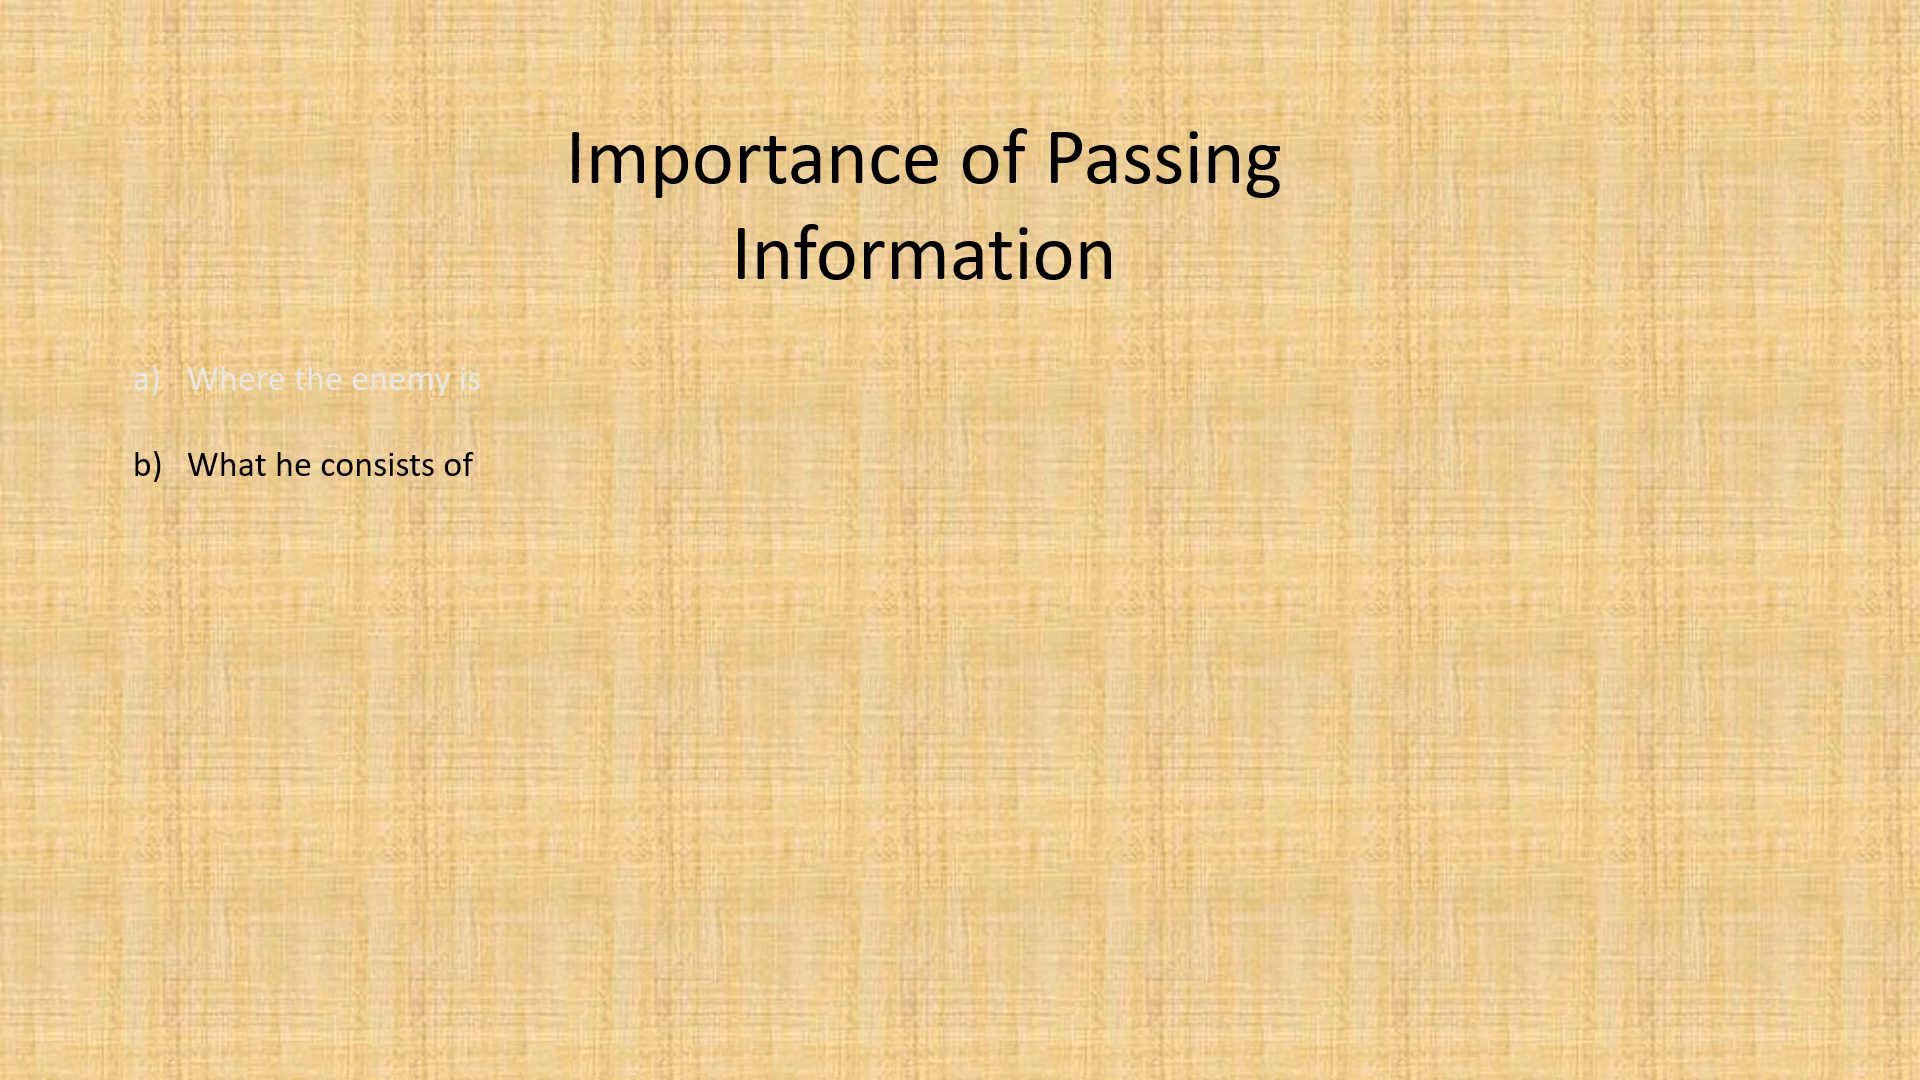 Importance of Passing
Information
a) Where the enemy is
b) What he consists of